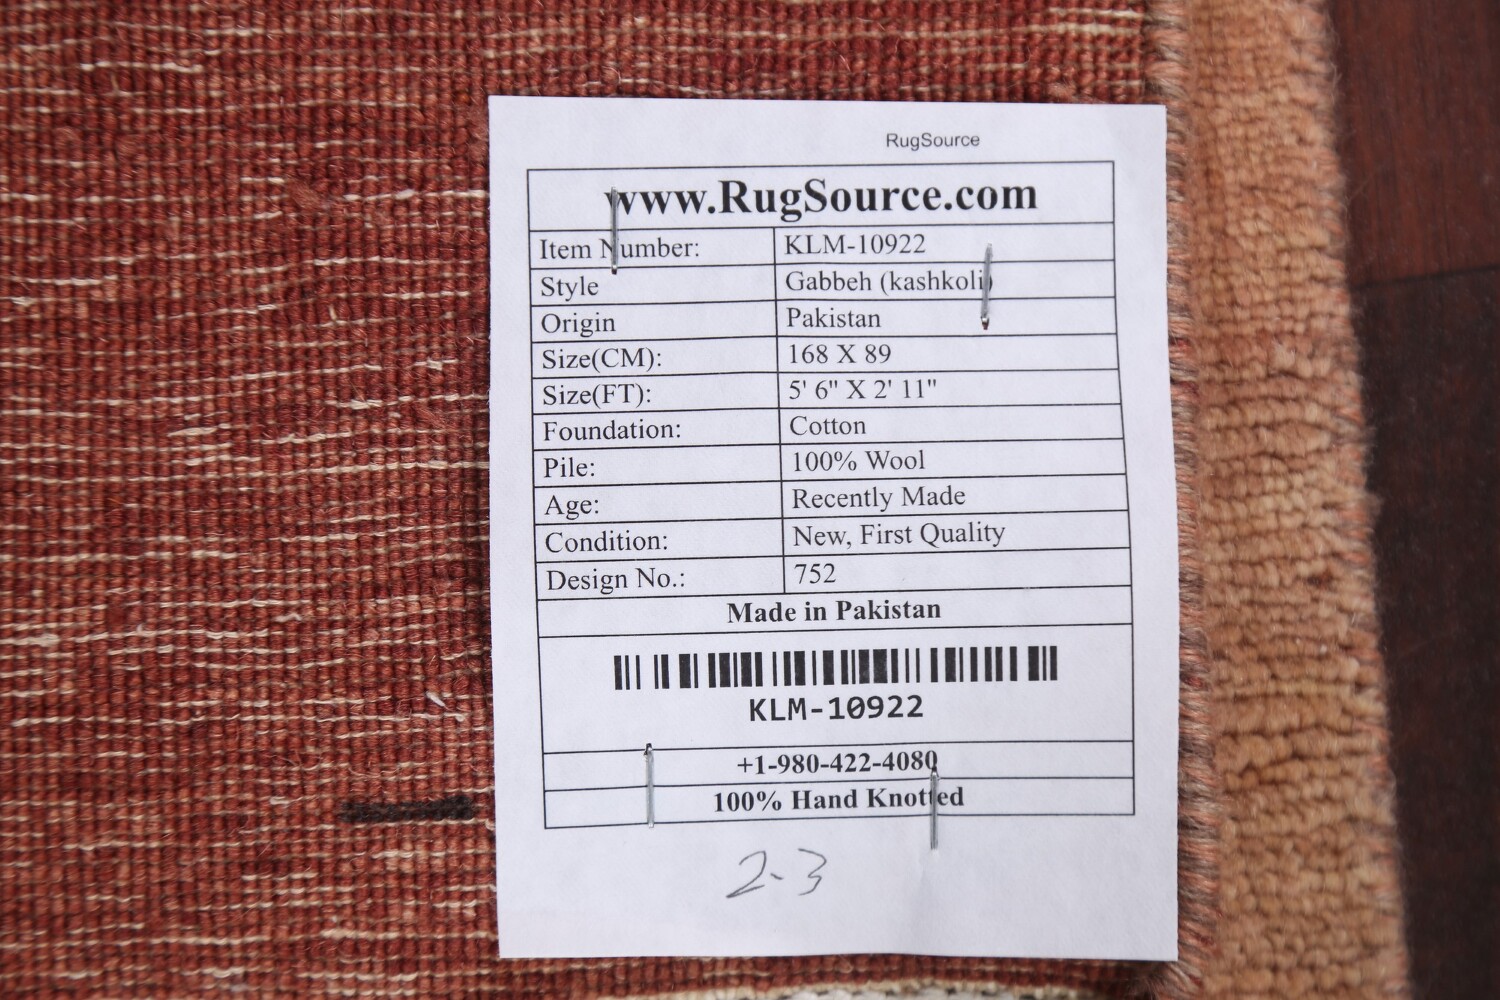 RugSource
www.RugSource.com
Item Number: KLM-10922
Style Gabbeh (kashkoli)
Origin Pakistan
Size(CM): 168 X 89
Size(FT): 5' 6" X 2' 11"
Foundation: Cotton
Pile: 100% Wool
Age: Recently Made
Condition: New, First Quality
Design No.: 752
Made in Pakistan
KLM-10922
+1-980-422-4080
100% Hand Knotted
2-3